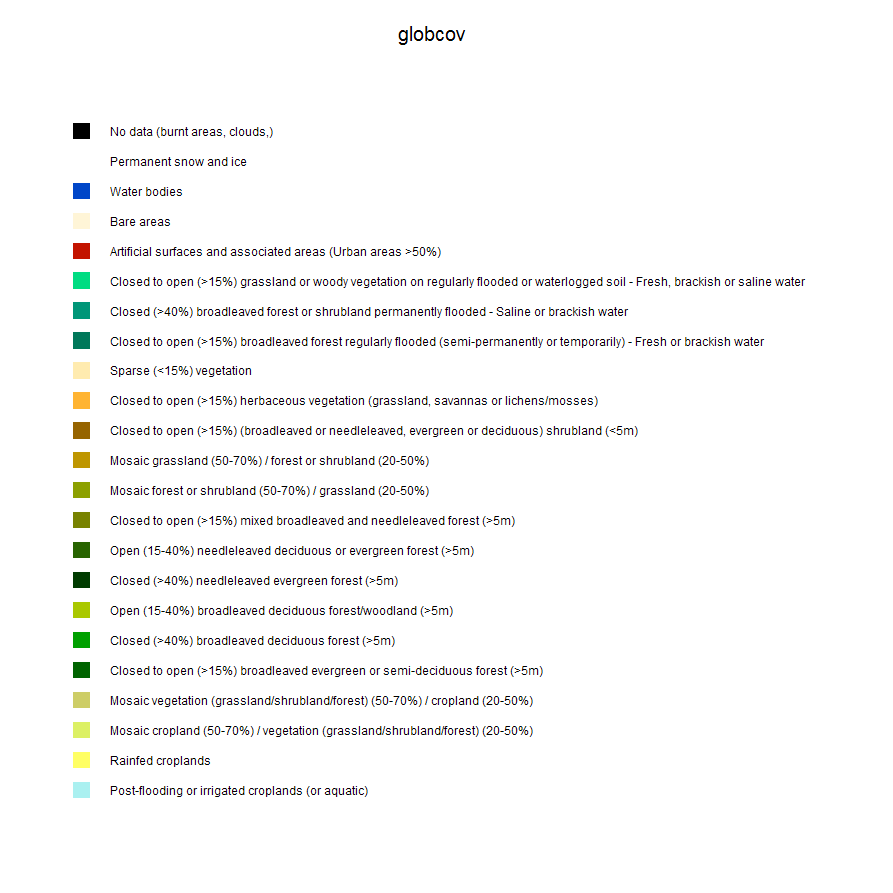 globcov
No data (burnt areas, clouds,)
Permanent snow and ice
Water bodies
Bare areas
Artificial surfaces and associated areas (Urban areas >50%)
Closed to open (>15%) grassland or woody vegetation on regularly flooded or waterlogged soil - Fresh, brackish or saline water
Closed (>40%) broadleaved forest or shrubland permanently flooded - Saline or brackish water
Closed to open (>15%) broadleaved forest regularly flooded (semi-permanently or temporarily) - Fresh or brackish water
Sparse (<15%) vegetation
Closed to open (>15%) herbaceous vegetation (grassland, savannas or lichens/mosses)
Closed to open (>15%) (broadleaved or needleleaved, evergreen or deciduous) shrubland (<5m)
Mosaic grassland (50-70%) / forest or shrubland (20-50%)
Mosaic forest or shrubland (50-70%) / grassland (20-50%)
Closed to open (>15%) mixed broadleaved and needleleaved forest (>5m)
Open (15-40%) needleleaved deciduous or evergreen forest (>5m)
Closed (>40%) needleleaved evergreen forest (>5m)
Open (15-40%) broadleaved deciduous forest/woodland (>5m)
Closed (>40%) broadleaved deciduous forest (>5m)
Closed to open (>15%) broadleaved evergreen or semi-deciduous forest (>5m)
Mosaic vegetation (grassland/shrubland/forest) (50-70%) / cropland (20-50%)
Mosaic cropland (50-70%) / vegetation (grassland/shrubland/forest) (20-50%)
Rainfed croplands
Post-flooding or irrigated croplands (or aquatic)